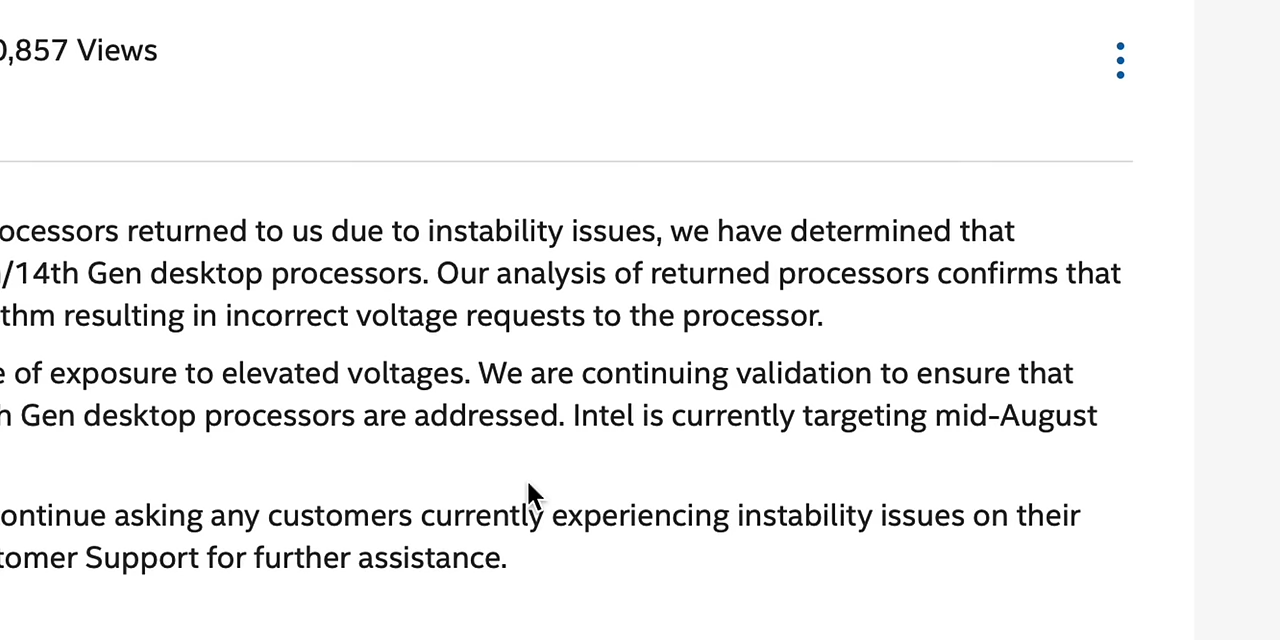 0,857 Views
ocessors returned to us due to instability issues, we have determined that
/14th Gen desktop processors. Our analysis of returned processors confirms that
thm resulting in incorrect voltage requests to the processor.
e of exposure to elevated voltages. We are continuing validation to ensure that
h Gen desktop processors are addressed. Intel is currently targeting mid-August
ontinue asking any customers currently experiencing instability issues on their
tomer Support for further assistance.